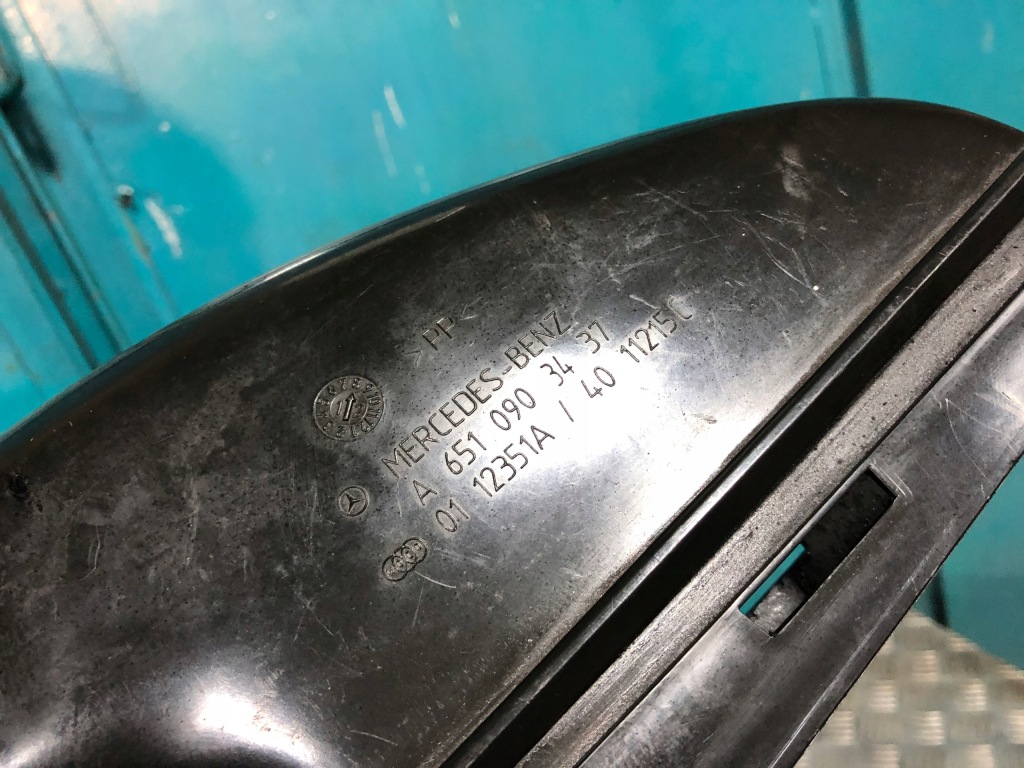 >PP<
MERCEDES-BENZ
A 651 090 34 37
01 12351A / 40 11215C